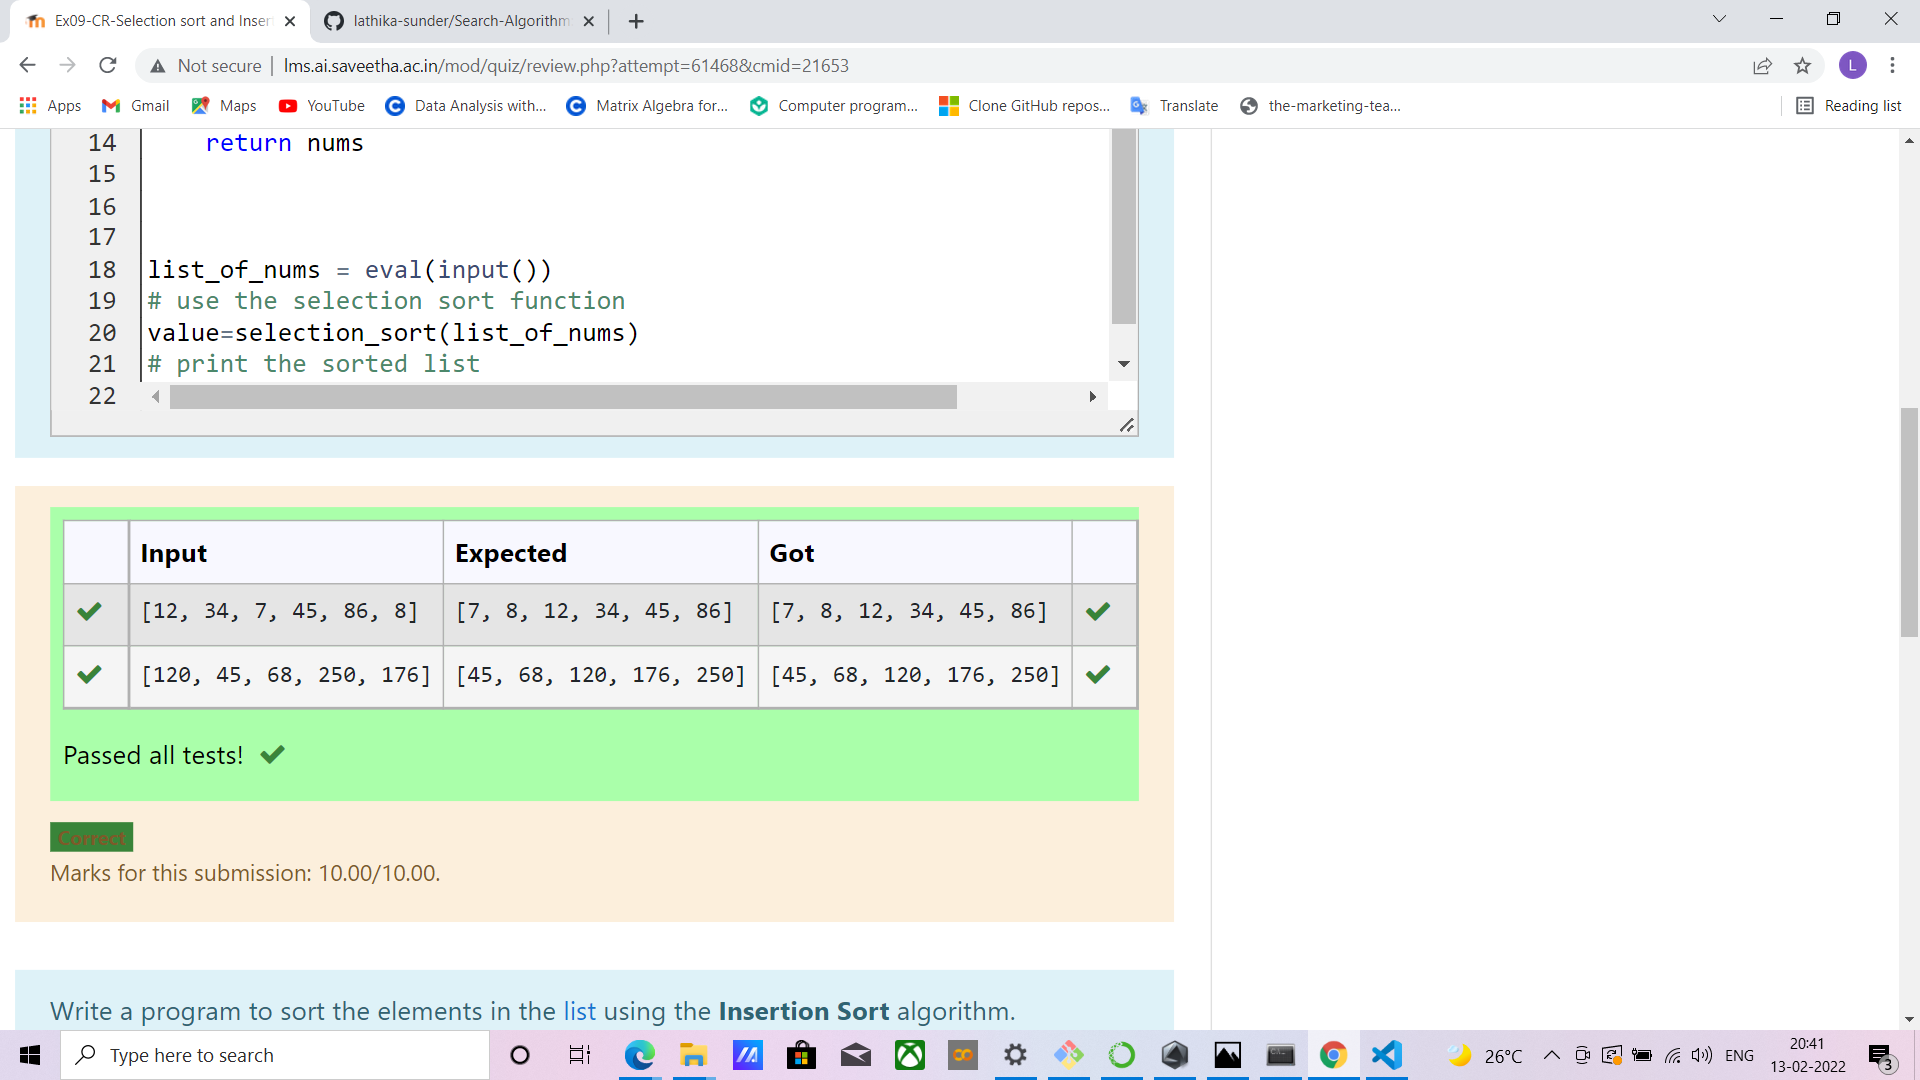 Ex09-CR-Selection sort and Inser
lathika-sunder/Search-Algorithm
Not secure | lms.ai.saveetha.ac.in/mod/quiz/review.php?attempt=61468&cmid=21653
L
Apps Gmail Maps YouTube Data Analysis with... Matrix Algebra for... Computer program... Clone GitHub repos... Translate the-marketing-tea... Reading list
14 return nums
15
16
17
18 list_of_nums = eval(input())
19 # use the selection sort function
20 value=selection_sort(list_of_nums)
21 # print the sorted list
22
Input Expected Got
[12, 34, 7, 45, 86, 8] [7, 8, 12, 34, 45, 86] [7, 8, 12, 34, 45, 86]
[120, 45, 68, 250, 176] [45, 68, 120, 176, 250] [45, 68, 120, 176, 250]
Passed all tests!
Correct
Marks for this submission: 10.00/10.00.
Write a program to sort the elements in the list using the Insertion Sort algorithm.
Type here to search
26°C
ENG
20:41
13-02-2022
3